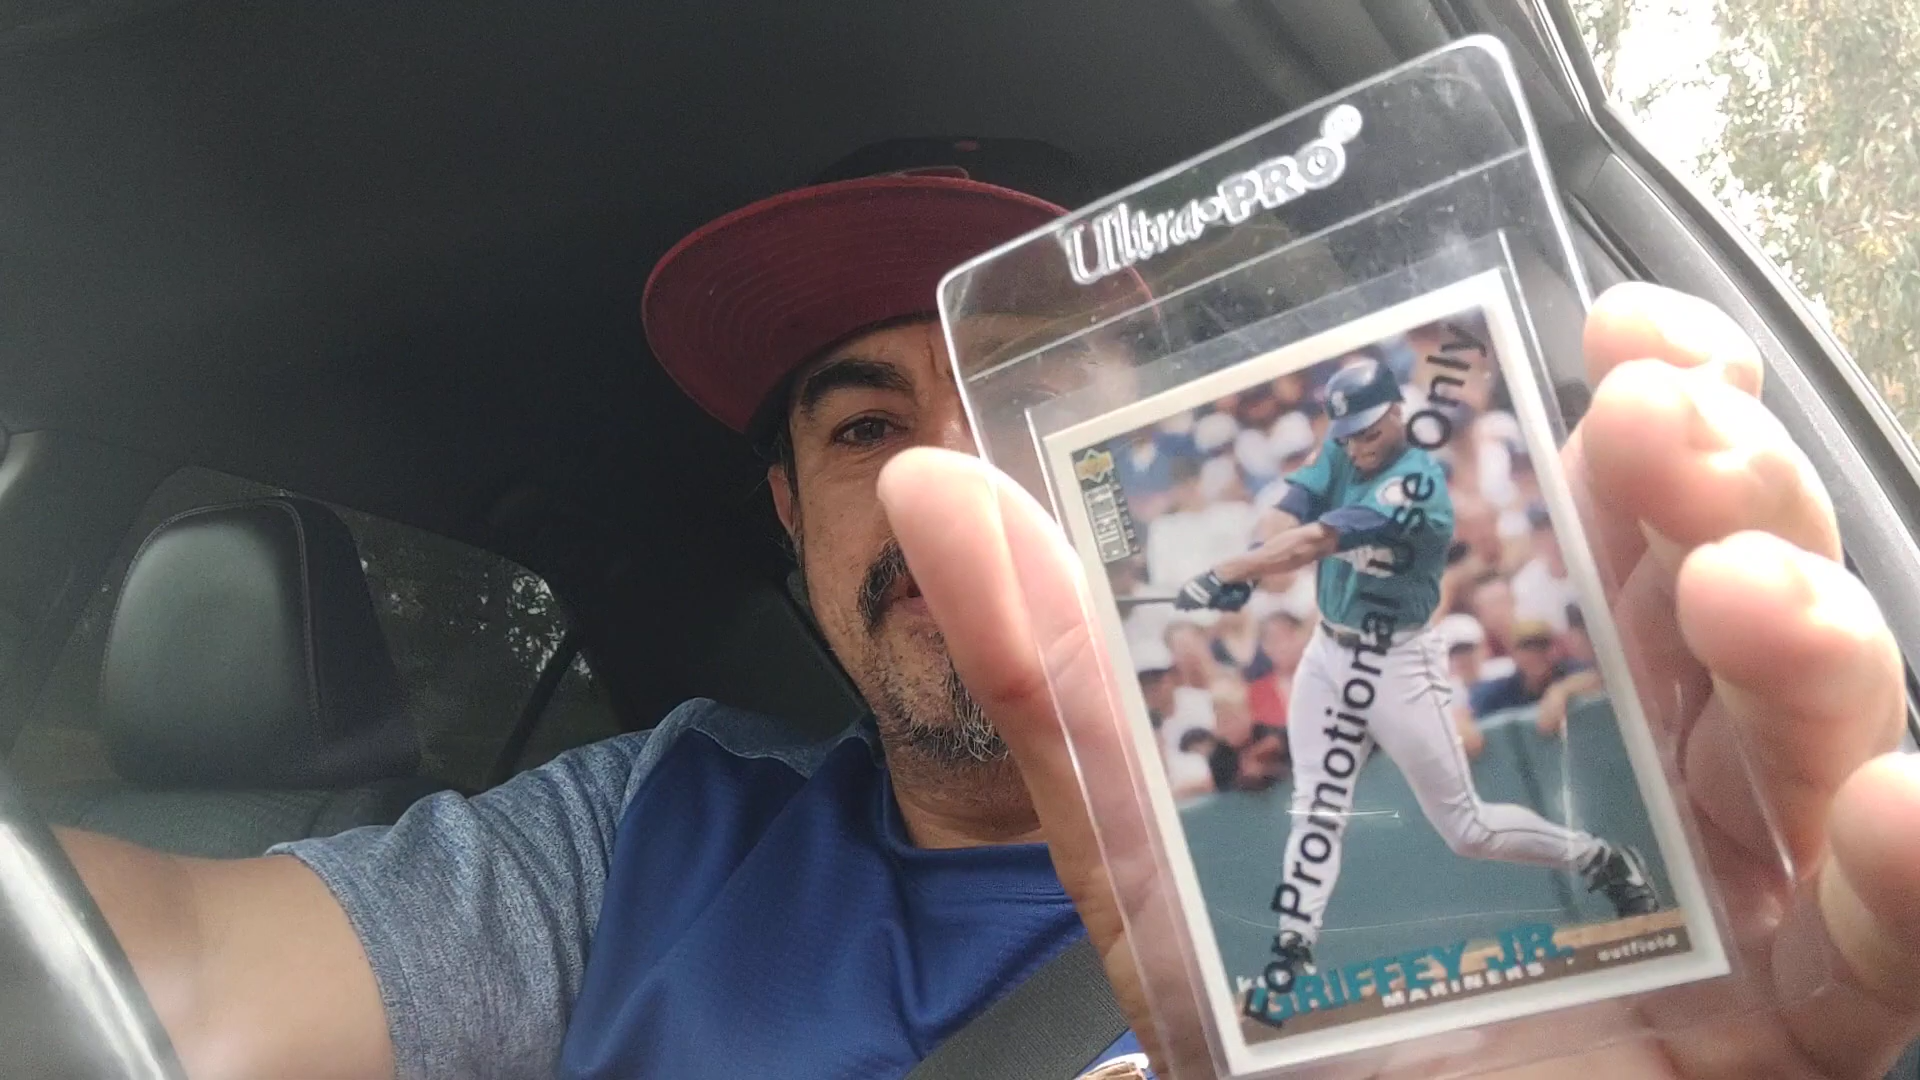 Ultra•PRO®
For Promotional Use Only
GRIFFEY JR.
MARINERS • outfield